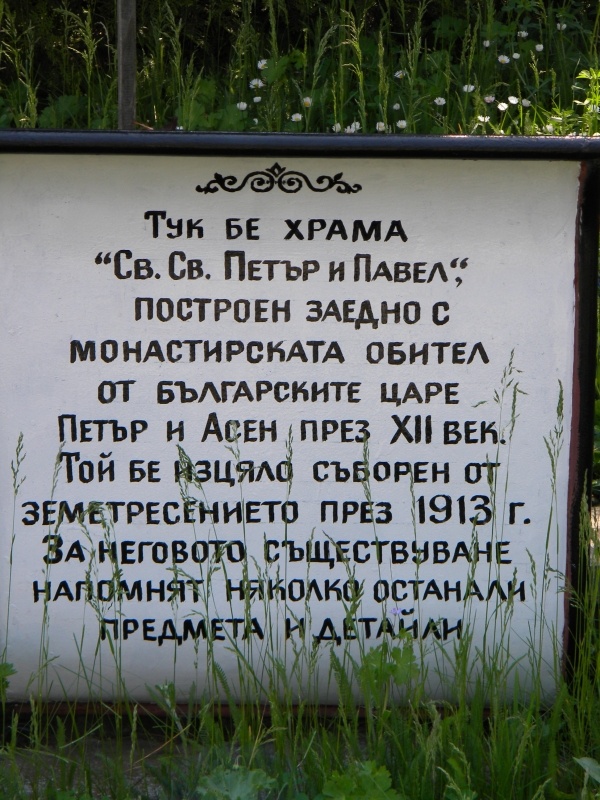 Тук бе храма
“Св. Св. Петър и Павел“,
построен заедно с
монастирската обител
от българските царе
Петър и Асен през XII век.
Той бе изцяло съборен от
земетресението през 1913 г.
За неговото съществуване
напомнят няколко останали
предмета и детайли